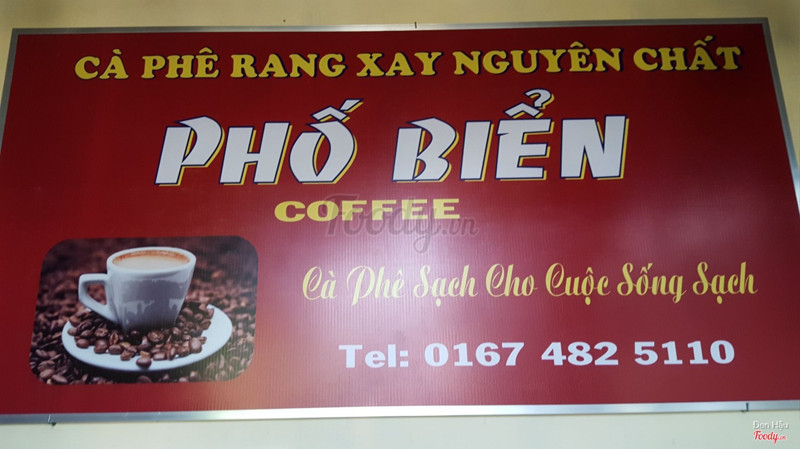 CÀ PHÊ RANG XAY NGUYÊN CHẤT
PHỐ BIỂN
COFFEE
Foody.vn
Cà Phê Sạch Cho Cuộc Sống Sạch
Tel: 0167 482 5110
Đan Hậu
Foody.vn